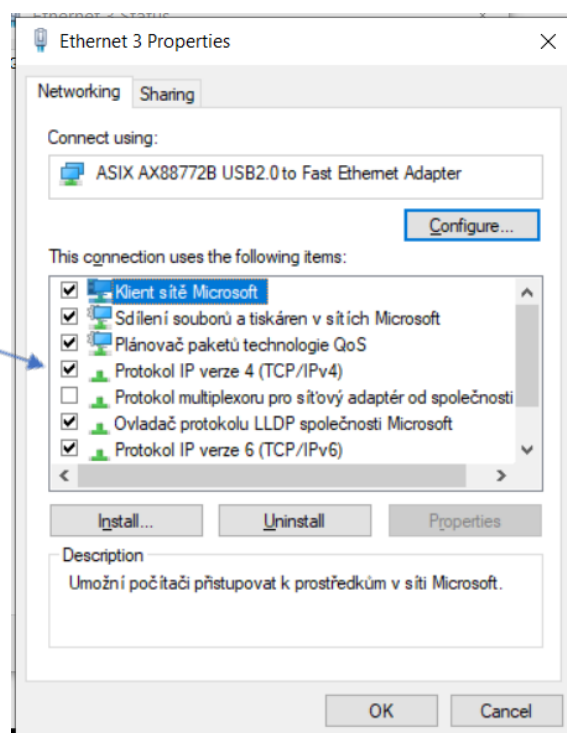 Ethernet 3 Status
Ethernet 3 Properties
Networking Sharing
Connect using:
ASIX AX88772B USB2.0 to Fast Ethernet Adapter
Configure...
This connection uses the following items:
Klient sítě Microsoft
Sdílení souborů a tiskáren v sítích Microsoft
Plánovač paketů technologie QoS
Protokol IP verze 4 (TCP/IPv4)
Protokol multiplexoru pro síťový adaptér od společnosti
Ovladač protokolu LLDP společnosti Microsoft
Protokol IP verze 6 (TCP/IPv6)
Install... Uninstall Properties
Description
Umožní počítači přistupovat k prostředkům v síti Microsoft.
OK Cancel